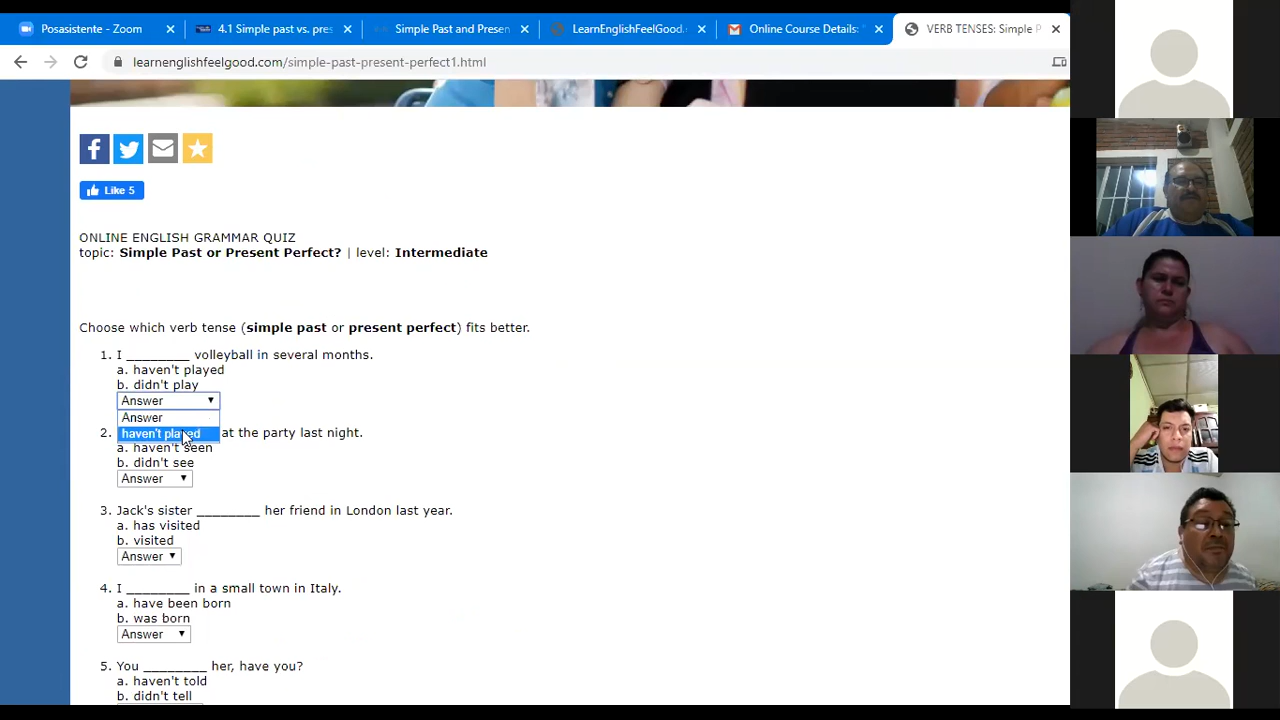 Posasistente - Zoom
4.1 Simple past vs. pres
Simple Past and Present
LearnEnglishFeelGood.
Online Course Details:
VERB TENSES: Simple P
learnenglishfeelgood.com/simple-past-present-perfect1.html
Like 5
ONLINE ENGLISH GRAMMAR QUIZ
topic: Simple Past or Present Perfect? | level: Intermediate
Choose which verb tense (simple past or present perfect) fits better.
1. I ________ volleyball in several months.
a. haven't played
b. didn't play
Answer
Answer
haven't played
2. at the party last night.
a. haven't seen
b. didn't see
Answer
3. Jack's sister ________ her friend in London last year.
a. has visited
b. visited
Answer
4. I ________ in a small town in Italy.
a. have been born
b. was born
Answer
5. You ________ her, have you?
a. haven't told
b. didn't tell